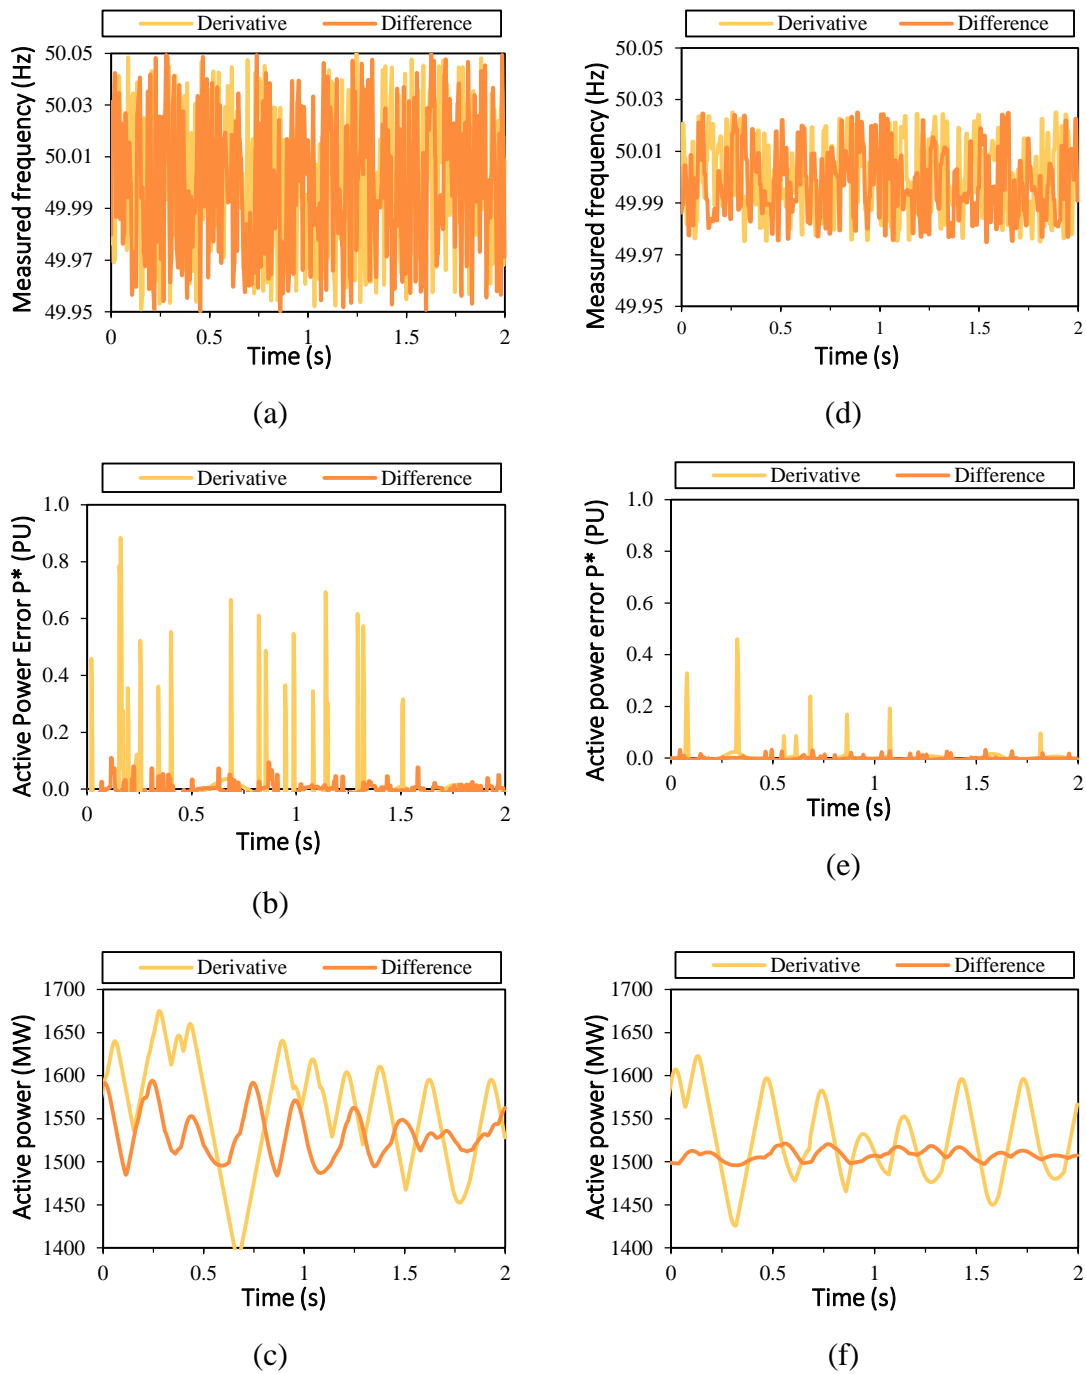 Derivative Difference
Measured frequency (Hz)
50.05
50.03
50.01
49.99
49.97
49.95
0 0.5 1 1.5 2
Time (s)
(a)
Derivative Difference
Measured frequency (Hz)
50.05
50.03
50.01
49.99
49.97
49.95
0 0.5 1 1.5 2
Time (s)
(d)
Derivative Difference
Active Power Error P* (PU)
1.0
0.8
0.6
0.4
0.2
0.0
0 0.5 1 1.5 2
Time (s)
(b)
Derivative Difference
Active power error P* (PU)
1.0
0.8
0.6
0.4
0.2
0.0
0 0.5 1 1.5 2
Time (s)
(e)
Derivative Difference
Active power (MW)
1700
1650
1600
1550
1500
1450
1400
0 0.5 1 1.5 2
Time (s)
(c)
Derivative Difference
Active power (MW)
1700
1650
1600
1550
1500
1450
1400
0 0.5 1 1.5 2
Time (s)
(f)